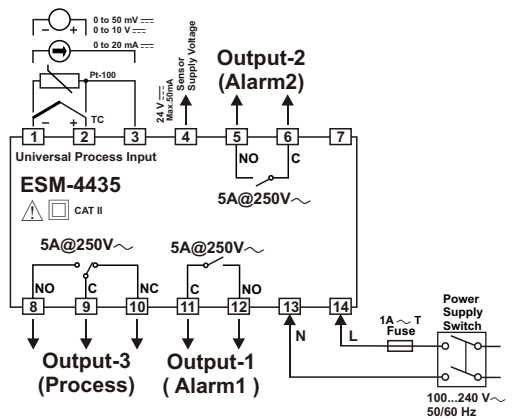 0 to 50 mV
0 to 10 V
– +
0 to 20 mA
Pt-100
– + TC
24 V
Max.50mA
Sensor
Supply Voltage
Output-2
(Alarm2)
1 2 3 4 5 6 7
Universal Process Input
NO C
5A@250V～
ESM-4435
CAT II
5A@250V～ 5A@250V～
NO C NC C NO
8 9 10 11 12 13 14
Output-3
(Process)
Output-1
( Alarm1 )
N L
1A ～ T
Fuse
Power
Supply
Switch
100...240 V～
50/60 Hz